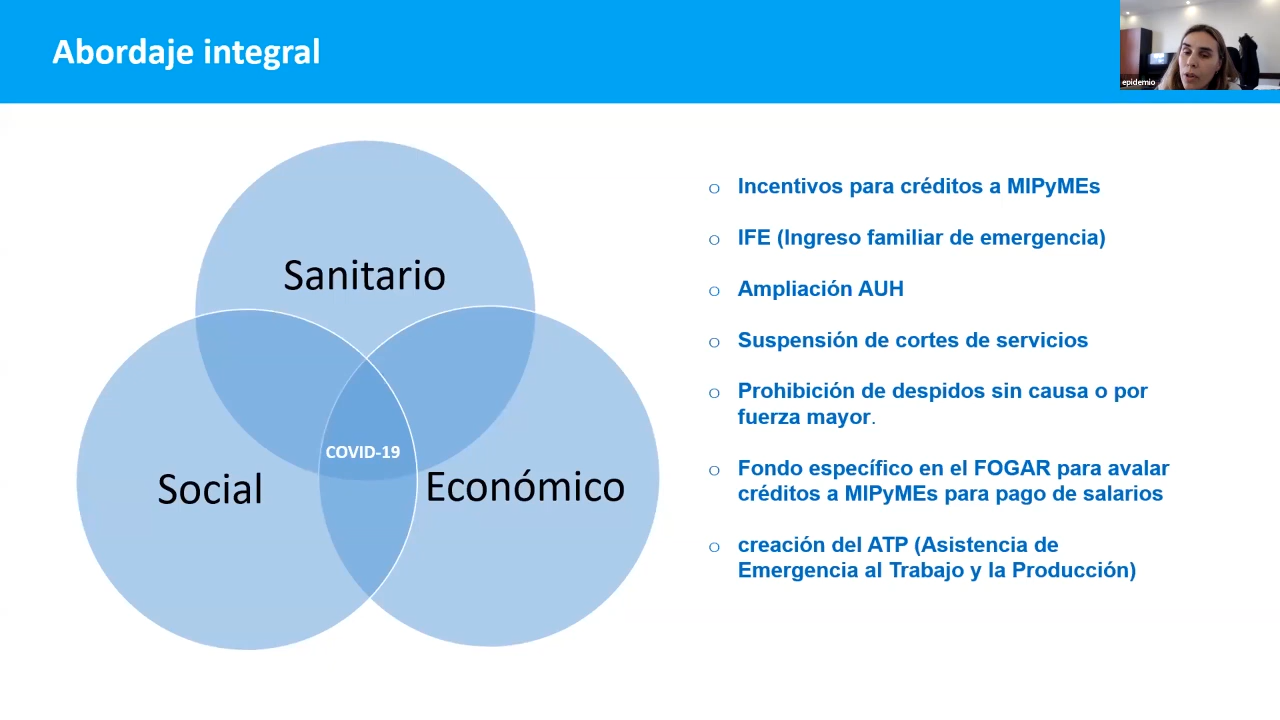 Abordaje integral
epidemio
Sanitario
COVID-19
Social
Económico
o Incentivos para créditos a MIPyMEs
o IFE (Ingreso familiar de emergencia)
o Ampliación AUH
o Suspensión de cortes de servicios
o Prohibición de despidos sin causa o por
fuerza mayor.
o Fondo específico en el FOGAR para avalar
créditos a MIPyMEs para pago de salarios
o creación del ATP (Asistencia de
Emergencia al Trabajo y la Producción)